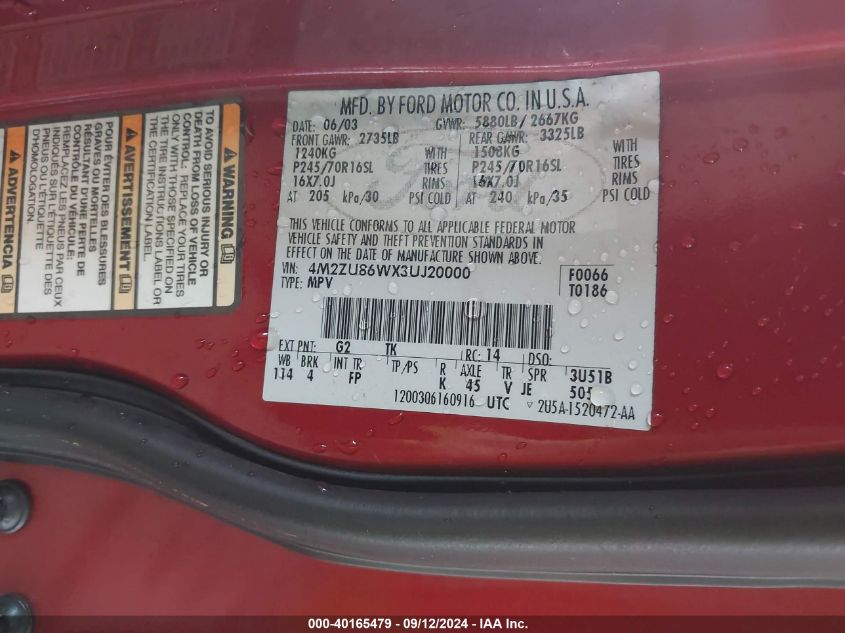 MFD. BY FORD MOTOR CO. IN U.S.A.
DATE: 06/03 GVWR: 5880LB/ 2667KG
FRONT GAWR: 2735LB REAR GAWR: 3325LB
1240KG WITH 1508KG WITH
P245/70R16SL TIRES P245/70R16SL TIRES
16X7.0J RIMS 16X7.0J RIMS
AT 205 kPa/30 PSI COLD AT 240 kPa/35 PSI COLD
THIS VEHICLE CONFORMS TO ALL APPLICABLE FEDERAL MOTOR
VEHICLE SAFETY AND THEFT PREVENTION STANDARDS IN
EFFECT ON THE DATE OF MANUFACTURE SHOWN ABOVE.
VIN: 4M2ZU86WX3UJ20000 F0066
TYPE: MPV T0186
EXT PNT: G2 TK RC: 14 DSO:
WB BRK INT TR TP/PS R AXLE TR SPR 3U51B
114 4 FP K 45 V JE 505
1200306160916 UTC 2U5A-1520472-AA
WARNING
TO AVOID SERIOUS INJURY OR
DEATH FROM LOSS OF VEHICLE
CONTROL, REPLACE YOUR TIRES
ONLY WITH THOSE SPECIFIED ON
THE TIRE INSTRUCTIONS LABEL OR
THE CERTIFICATION LABEL.
AVERTISSEMENT
POUR ÉVITER DES BLESSURES
GRAVES OU MORTELLES
RÉSULTANT D'UNE PERTE DE
CONTRÔLE DU VÉHICULE:
REMPLACEZ LES PNEUS PAR CEUX
INDIQUÉS SUR L'ÉTIQUETTE DES
PNEUS OU L'ÉTIQUETTE
D'HOMOLOGATION.
ADVERTENCIA
000-40165479 - 09/12/2024 - IAA Inc.